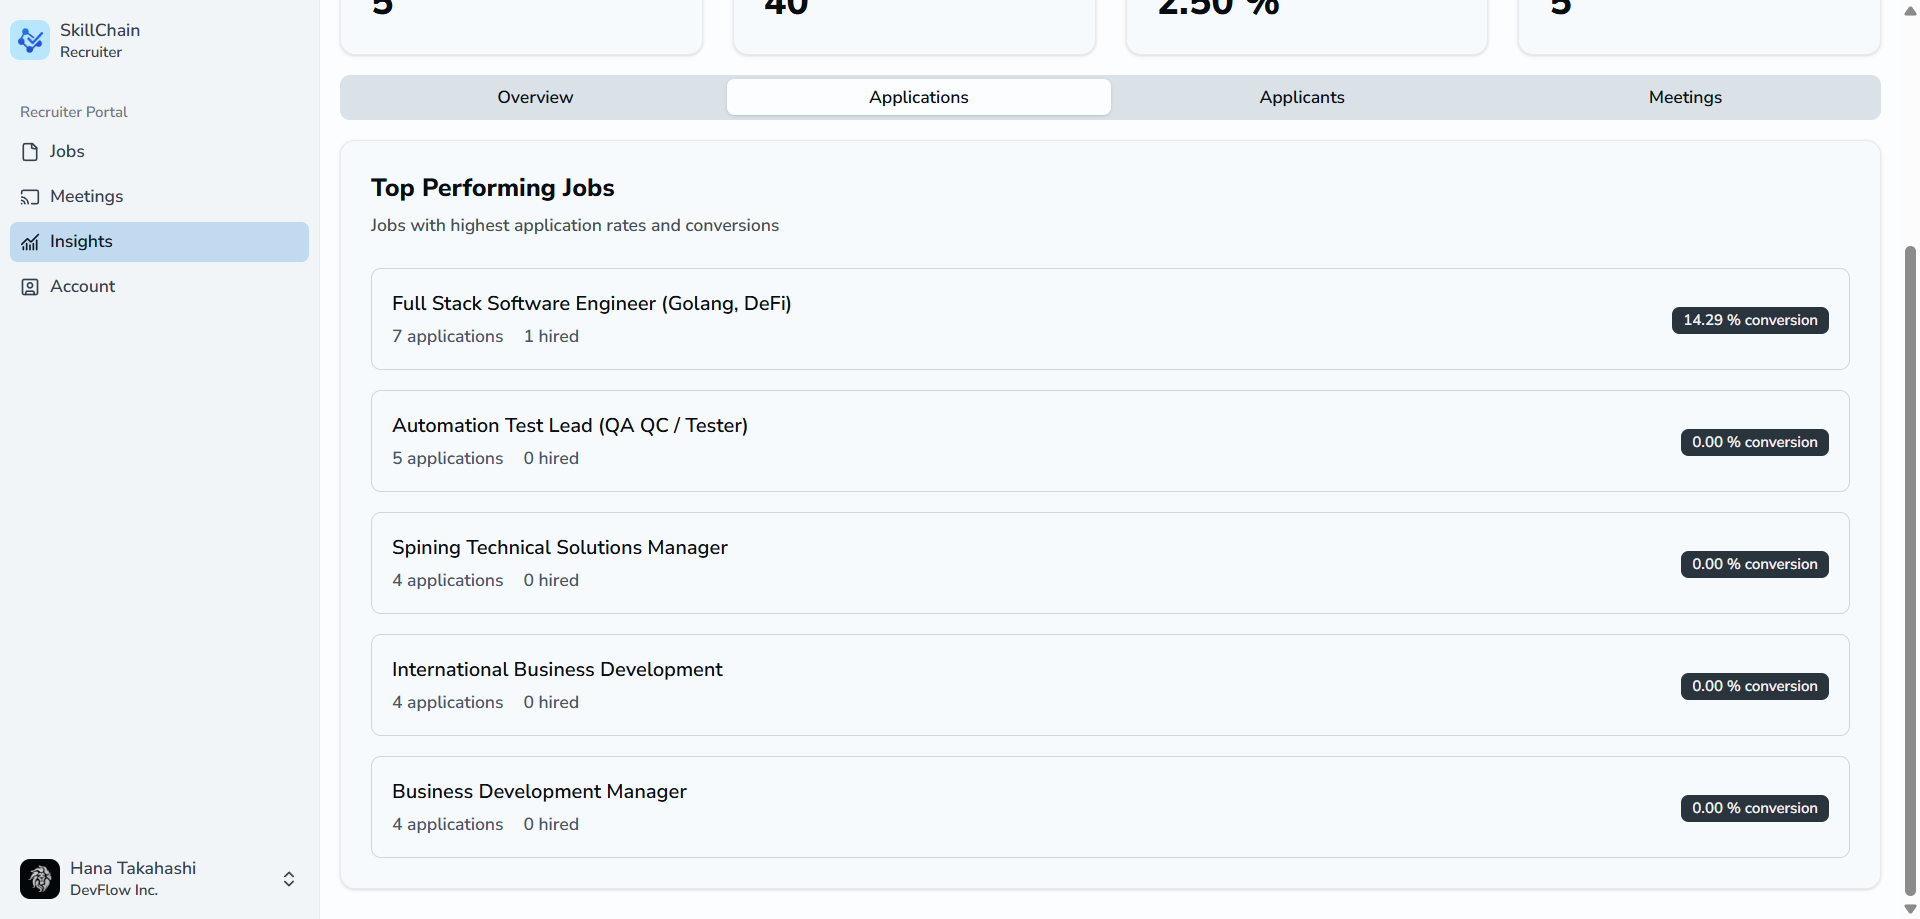 SkillChain
Recruiter
Recruiter Portal
Jobs
Meetings
Insights
Account
Hana Takahashi
DevFlow Inc.
5
40
2.50 %
5
Overview
Applications
Applicants
Meetings
Top Performing Jobs
Jobs with highest application rates and conversions
Full Stack Software Engineer (Golang, DeFi)
7 applications 1 hired
14.29 % conversion
Automation Test Lead (QA QC / Tester)
5 applications 0 hired
0.00 % conversion
Spining Technical Solutions Manager
4 applications 0 hired
0.00 % conversion
International Business Development
4 applications 0 hired
0.00 % conversion
Business Development Manager
4 applications 0 hired
0.00 % conversion